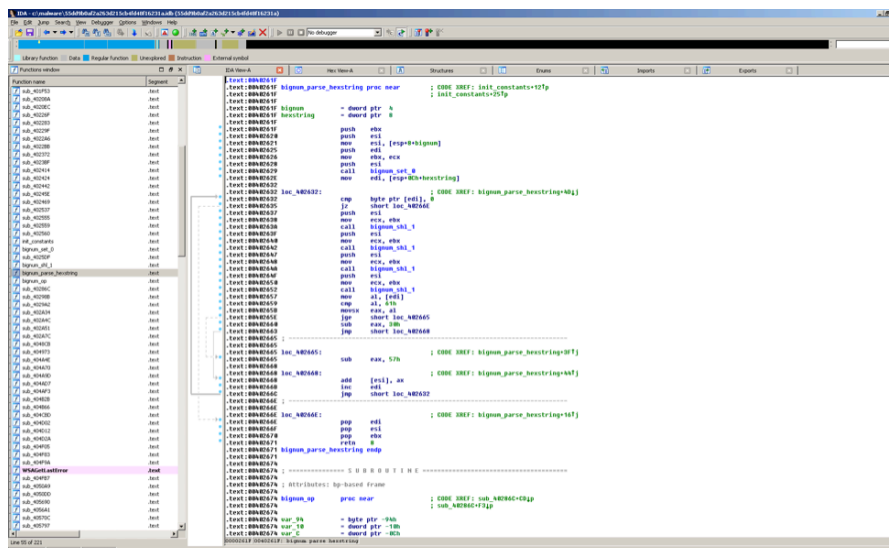 IDA - c:\malware\55dd9b0af2a263d215cb4fd48f16231a.idb (55dd9b0af2a263d215cb4fd48f16231a)
File Edit Jump Search View Debugger Options Windows Help
No debugger
Library function Data Regular function Unexplored Instruction External symbol
Functions window
IDA View-A Hex View-A Structures Enums Imports Exports
Function name Segment
sub_401F53 .text
sub_40208A .text
sub_4020EC .text
sub_40226F .text
sub_402283 .text
sub_40229F .text
sub_4022A6 .text
sub_4022BB .text
sub_402372 .text
sub_4023BF .text
sub_402414 .text
sub_402424 .text
sub_402442 .text
sub_40245E .text
sub_402469 .text
sub_402537 .text
sub_402555 .text
sub_402559 .text
sub_402560 .text
init_constants .text
bignum_set_0 .text
sub_4025DF .text
bignum_shl_1 .text
bignum_parse_hexstring .text
bignum_op .text
sub_40286C .text
sub_40298B .text
sub_4029A2 .text
sub_402A34 .text
sub_402A4C .text
sub_402A51 .text
sub_402A7C .text
sub_4048CB .text
sub_404973 .text
sub_404A4E .text
sub_404A70 .text
sub_404A9D .text
sub_404AD7 .text
sub_404AF3 .text
sub_404B2B .text
sub_404B66 .text
sub_404CBD .text
sub_404D02 .text
sub_404D12 .text
sub_404D2A .text
sub_404F05 .text
sub_404F83 .text
sub_404F9A .text
WSAGetLastError .text
sub_404FB7 .text
sub_405069 .text
sub_4050DD .text
sub_405690 .text
sub_4056A1 .text
sub_40570C .text
sub_405797 .text
Line 55 of 221
.text:0040261F
.text:0040261F bignum_parse_hexstring proc near ; CODE XREF: init_constants+12↑p
.text:0040261F ; init_constants+25↑p
.text:0040261F
.text:0040261F bignum = dword ptr 4
.text:0040261F hexstring = dword ptr 8
.text:0040261F
.text:0040261F push ebx
.text:00402620 push esi
.text:00402621 mov esi, [esp+8+bignum]
.text:00402625 push edi
.text:00402626 mov ebx, ecx
.text:00402628 push esi
.text:00402629 call bignum_set_0
.text:0040262E mov edi, [esp+0Ch+hexstring]
.text:00402632
.text:00402632 loc_402632: ; CODE XREF: bignum_parse_hexstring+4D↓j
.text:00402632 cmp byte ptr [edi], 0
.text:00402635 jz short loc_40266E
.text:00402637 push esi
.text:00402638 mov ecx, ebx
.text:0040263A call bignum_shl_1
.text:0040263F push esi
.text:00402640 mov ecx, ebx
.text:00402642 call bignum_shl_1
.text:00402647 push esi
.text:00402648 mov ecx, ebx
.text:0040264A call bignum_shl_1
.text:0040264F push esi
.text:00402650 mov ecx, ebx
.text:00402652 call bignum_shl_1
.text:00402657 mov al, [edi]
.text:00402659 cmp al, 61h
.text:0040265B movsx eax, al
.text:0040265E jge short loc_402665
.text:00402660 sub eax, 30h
.text:00402663 jmp short loc_402668
.text:00402665 ;
.text:00402665
.text:00402665 loc_402665: ; CODE XREF: bignum_parse_hexstring+3F↑j
.text:00402665 sub eax, 57h
.text:00402668
.text:00402668 loc_402668: ; CODE XREF: bignum_parse_hexstring+44↑j
.text:00402668 add [esi], ax
.text:0040266B inc edi
.text:0040266C jmp short loc_402632
.text:0040266E ;
.text:0040266E
.text:0040266E loc_40266E: ; CODE XREF: bignum_parse_hexstring+16↑j
.text:0040266E pop edi
.text:0040266F pop esi
.text:00402670 pop ebx
.text:00402671 retn 8
.text:00402671 bignum_parse_hexstring endp
.text:00402671
.text:00402674
.text:00402674 ; =============== S U B R O U T I N E =======================================
.text:00402674
.text:00402674 ; Attributes: bp-based frame
.text:00402674
.text:00402674 bignum_op proc near ; CODE XREF: sub_40286C+CD↓p
.text:00402674 ; sub_40286C+F3↓p
.text:00402674
.text:00402674 var_94 = byte ptr -94h
.text:00402674 var_10 = dword ptr -10h
.text:00402674 var_C = dword ptr -0Ch
0000261F 0040261F: bignum_parse_hexstring